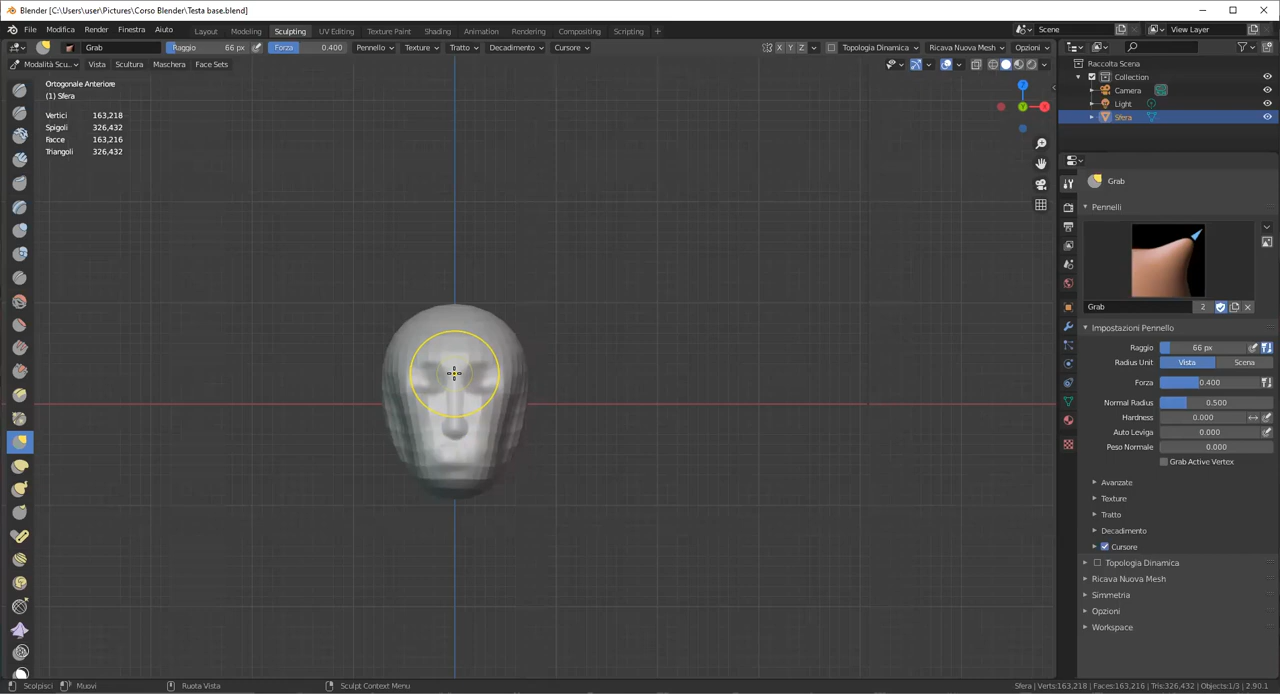 Blender [C:\Users\user\Pictures\Corso Blender\Testa base.blend]
File Modifica Render Finestra Aiuto Layout Modeling Sculpting UV Editing Texture Paint Shading Animation Rendering Compositing Scripting + Scene View Layer
Grab Raggio 66 px Forza 0.400 Pennello Texture Tratto Decadimento Cursore X Y Z Topologia Dinamica Ricava Nuova Mesh Opzioni
Modalità Scu... Vista Scultura Maschera Face Sets
Ortogonale Anteriore
(1) Sfera
Vertici 163,218
Spigoli 326,432
Facce 163,216
Triangoli 326,432
Z
Y
X
Raccolta Scena
Collection
Camera
Light
Sfera
Grab
Pennelli
Grab 2
Impostazioni Pennello
Raggio 66 px
Radius Unit Vista Scena
Forza 0.400
Normal Radius 0.500
Hardness 0.000
Auto Leviga 0.000
Peso Normale 0.000
Grab Active Vertex
Avanzate
Texture
Tratto
Decadimento
Cursore
Topologia Dinamica
Ricava Nuova Mesh
Simmetria
Opzioni
Workspace
Scolpisci Muovi Ruota Vista Sculpt Context Menu Sfera | Verts:163,218 | Faces:163,216 | Tris:326,432 | Objects:1/3 | 2.90.1